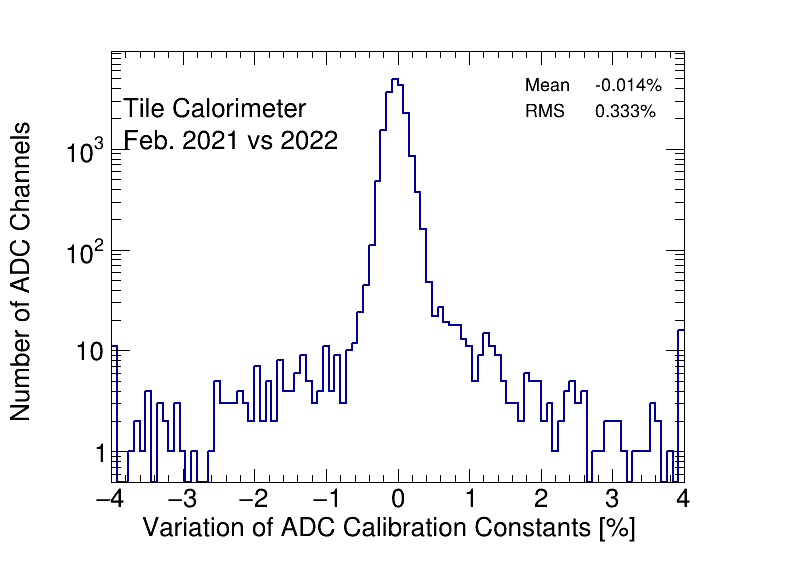 Mean -0.014%
RMS 0.333%
Tile Calorimeter
Feb. 2021 vs 2022
Number of ADC Channels
10³
10²
10
1
−4 −3 −2 −1 0 1 2 3 4
Variation of ADC Calibration Constants [%]